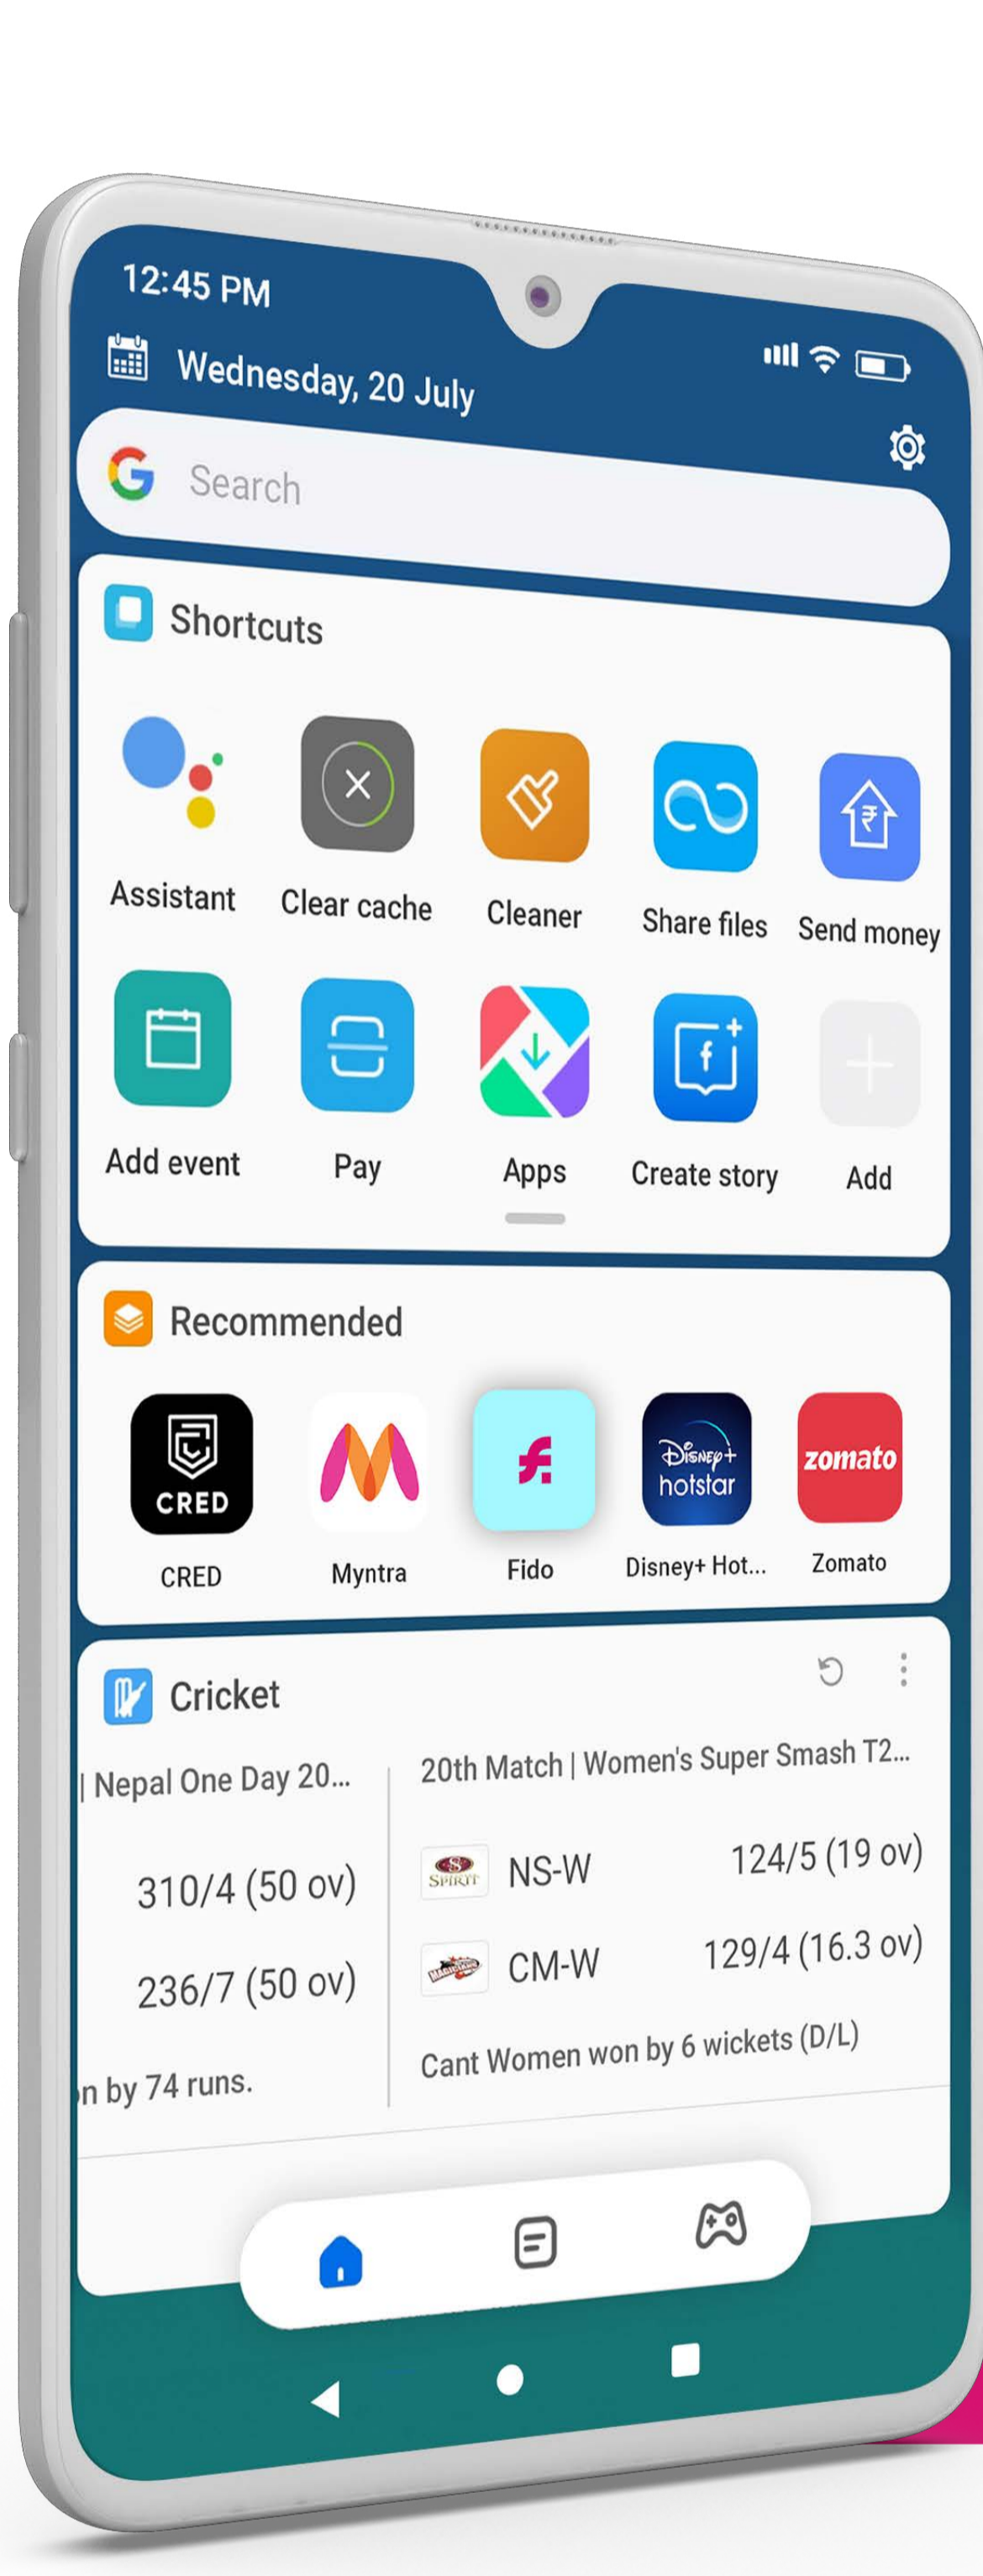 12:45 PM
Wednesday, 20 July
Search
Shortcuts
₹
Assistant
Clear cache
Cleaner
Share files
Send money
f
Add event
Pay
Apps
Create story
Add
Recommended
CRED
f.
Disney+
hotstar
zomato
CRED
Myntra
Fido
Disney+ Hot...
Zomato
Cricket
| Nepal One Day 20...
310/4 (50 ov)
236/7 (50 ov)
n by 74 runs.
20th Match | Women's Super Smash T2...
S
SPIRIT
NS-W
124/5 (19 ov)
CM-W
129/4 (16.3 ov)
Cant Women won by 6 wickets (D/L)